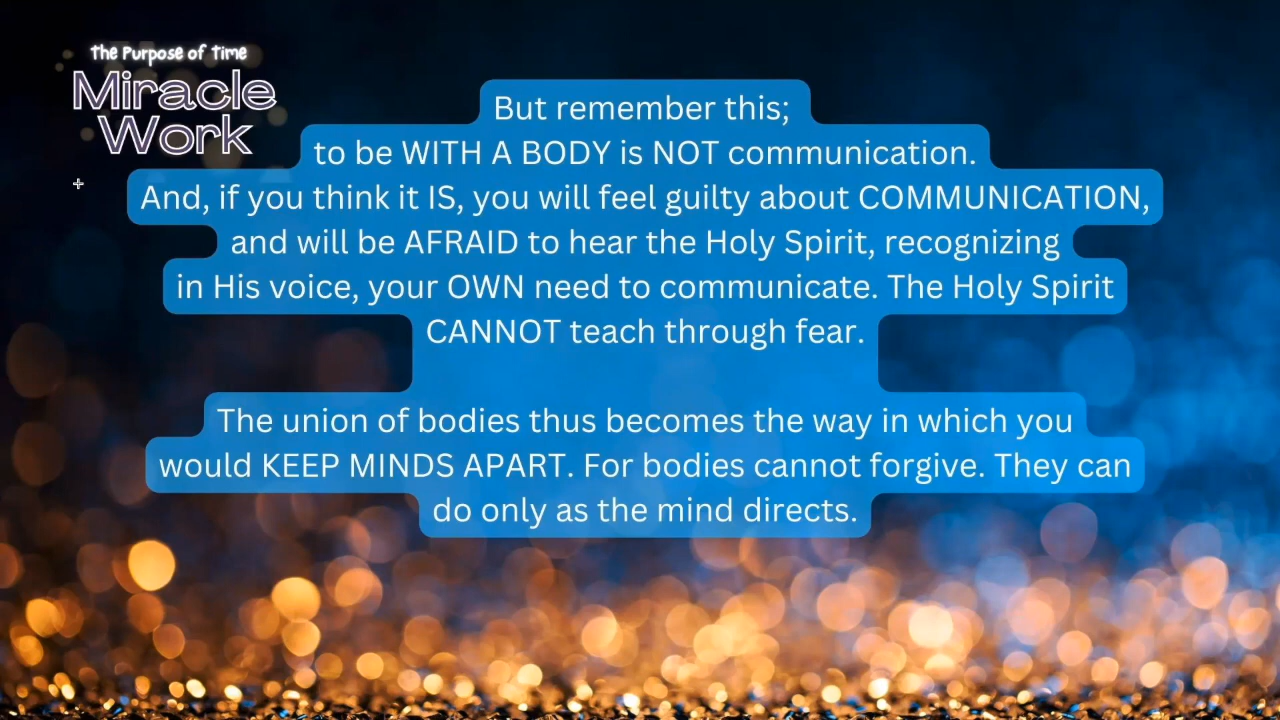 the Purpose of Time
Miracle
Work
But remember this;
to be WITH A BODY is NOT communication.
And, if you think it IS, you will feel guilty about COMMUNICATION,
and will be AFRAID to hear the Holy Spirit, recognizing
in His voice, your OWN need to communicate. The Holy Spirit
CANNOT teach through fear.
The union of bodies thus becomes the way in which you
would KEEP MINDS APART. For bodies cannot forgive. They can
do only as the mind directs.